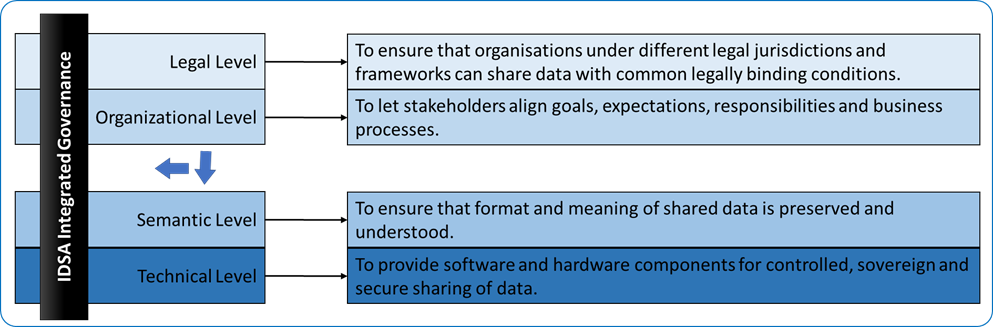 IDSA Integrated Governance
Legal Level
To ensure that organisations under different legal jurisdictions and
frameworks can share data with common legally binding conditions.
Organizational Level
To let stakeholders align goals, expectations, responsibilities and business
processes.
Semantic Level
To ensure that format and meaning of shared data is preserved and
understood.
Technical Level
To provide software and hardware components for controlled, sovereign and
secure sharing of data.